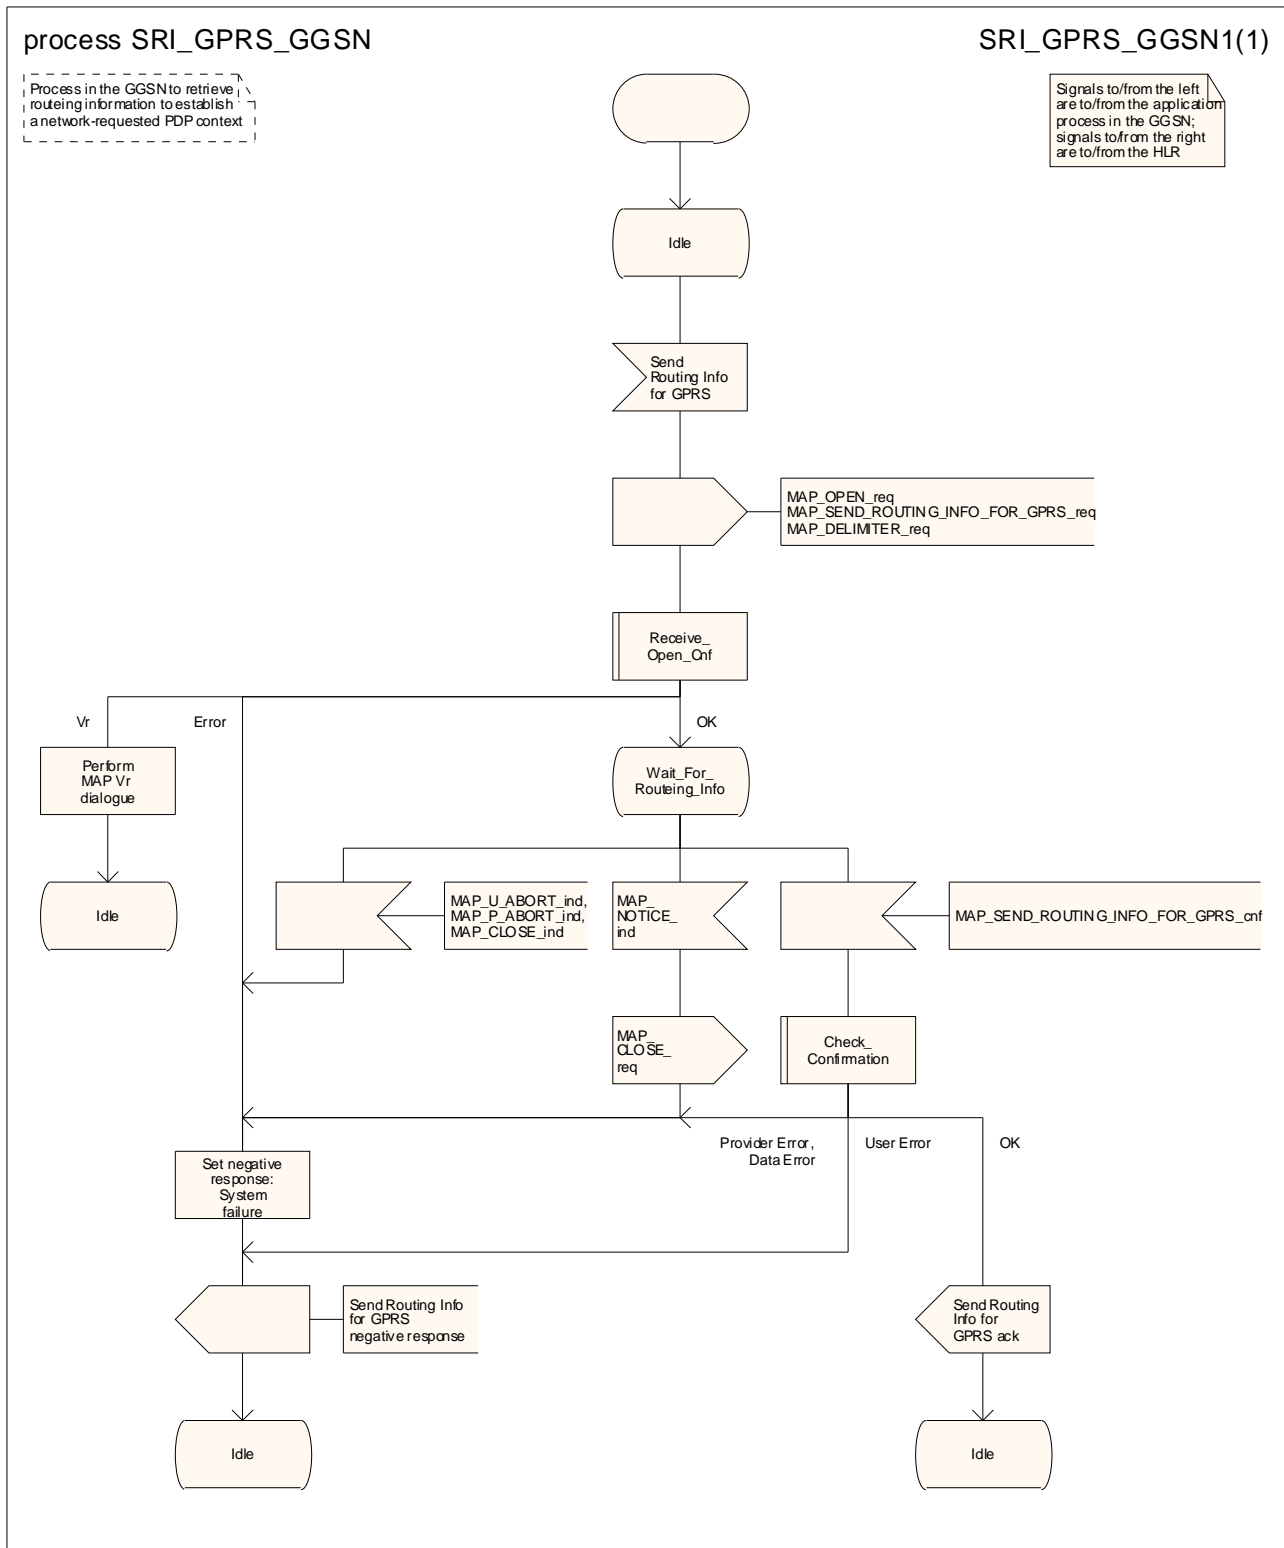 process SRI_GPRS_GGSN
SRI_GPRS_GGSN1(1)
Process in the GGSN to retrieve
routeing information to establish
a network-requested PDP context
Signals to/from the left
are to/from the application
process in the GGSN;
signals to/from the right
are to/from the HLR
Idle
Send
Routing Info
for GPRS
MAP_OPEN_req
MAP_SEND_ROUTING_INFO_FOR_GPRS_req
MAP_DELIMITER_req
Receive_
Open_Cnf
Vr
Error
OK
Perform
MAP Vr
dialogue
Wait_For_
Routeing_Info
Idle
MAP_U_ABORT_ind,
MAP_P_ABORT_ind,
MAP_CLOSE_ind
MAP_
NOTICE_
ind
MAP_SEND_ROUTING_INFO_FOR_GPRS_cnf
MAP_
CLOSE_
req
Check_
Confirmation
Provider Error,
Data Error
User Error
OK
Set negative
response:
System
failure
Send Routing Info
for GPRS
negative response
Send Routing
Info for
GPRS ack
Idle
Idle